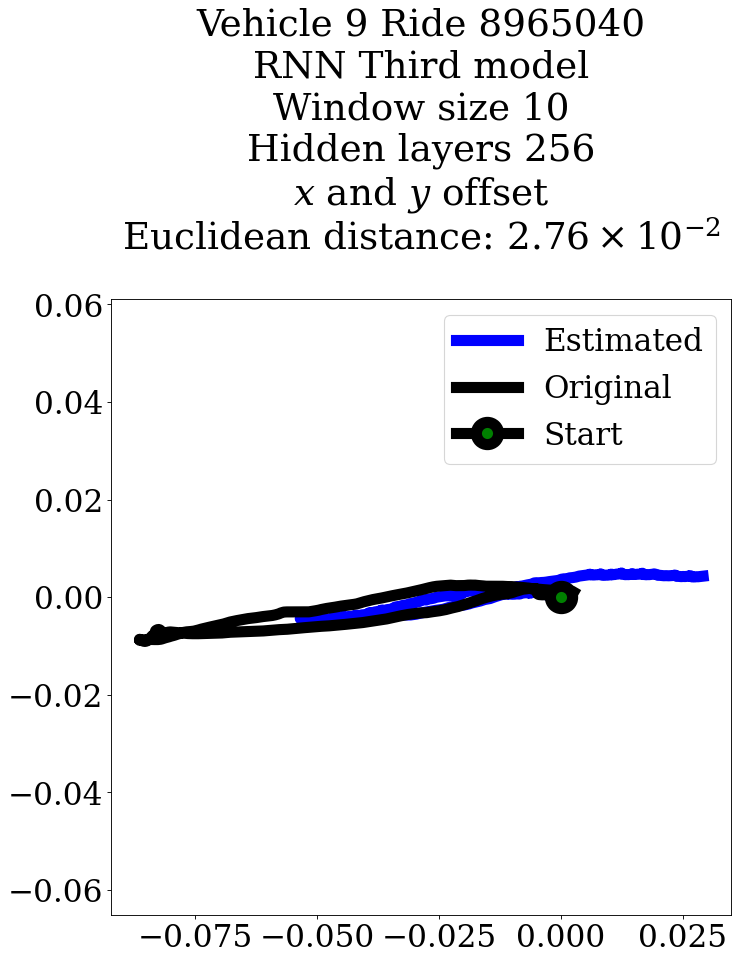 Vehicle 9 Ride 8965040
RNN Third model
Window size 10
Hidden layers 256
x and y offset
Euclidean distance: 2.76 × 10⁻²
Estimated
Original
Start
0.06
0.04
0.02
0.00
−0.02
−0.04
−0.06
−0.075 −0.050 −0.025 0.000 0.025